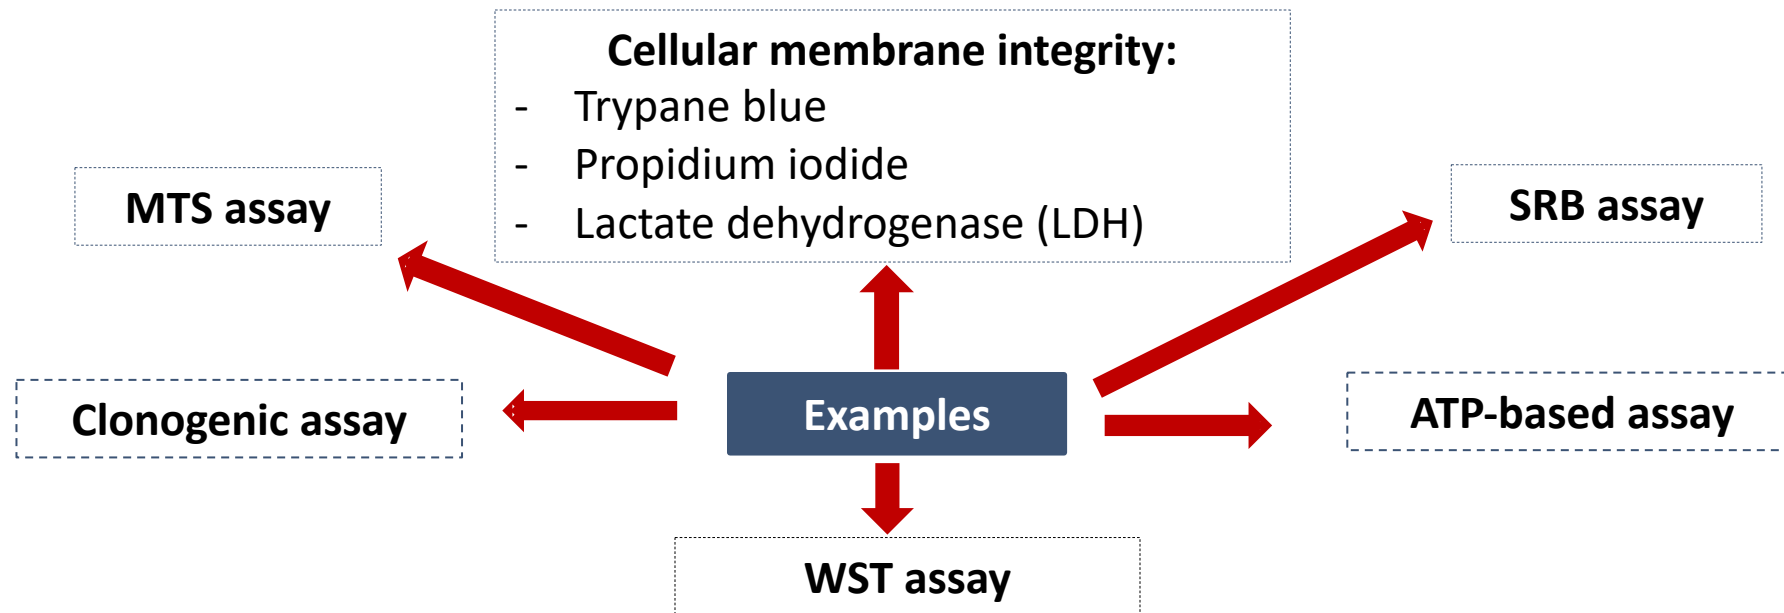 Cellular membrane integrity:
- Trypane blue
- Propidium iodide
- Lactate dehydrogenase (LDH)
MTS assay
SRB assay
Clonogenic assay
Examples
ATP-based assay
WST assay